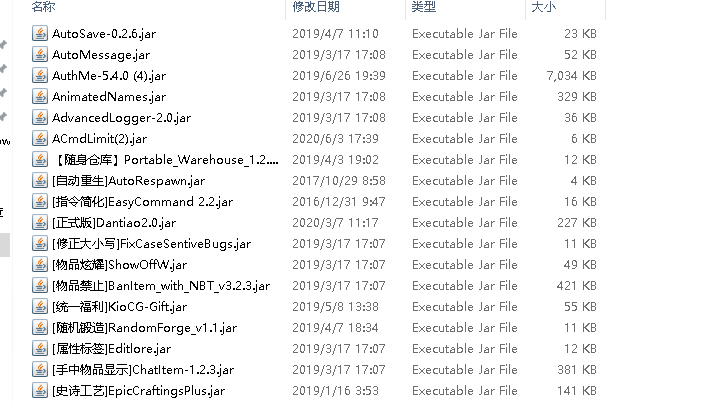 名称 修改日期 类型 大小
AutoSave-0.2.6.jar 2019/4/7 11:10 Executable Jar File 23 KB
AutoMessage.jar 2019/3/17 17:08 Executable Jar File 52 KB
AuthMe-5.4.0 (4).jar 2019/6/26 19:39 Executable Jar File 7,034 KB
AnimatedNames.jar 2019/3/17 17:08 Executable Jar File 329 KB
AdvancedLogger-2.0.jar 2019/3/17 17:08 Executable Jar File 36 KB
ACmdLimit(2).jar 2020/6/3 17:39 Executable Jar File 6 KB
【随身仓库】Portable_Warehouse_1.2.... 2019/4/3 19:02 Executable Jar File 12 KB
[自动重生]AutoRespawn.jar 2017/10/29 8:58 Executable Jar File 4 KB
[指令简化]EasyCommand 2.2.jar 2016/12/31 9:47 Executable Jar File 16 KB
[正式版]Dantiao2.0.jar 2020/3/7 11:17 Executable Jar File 227 KB
[修正大小写]FixCaseSentiveBugs.jar 2019/3/17 17:07 Executable Jar File 11 KB
[物品炫耀]ShowOffW.jar 2019/3/17 17:07 Executable Jar File 49 KB
[物品禁止]BanItem_with_NBT_v3.2.3.jar 2019/3/17 17:07 Executable Jar File 421 KB
[统一福利]KioCG-Gift.jar 2019/5/8 13:38 Executable Jar File 55 KB
[随机锻造]RandomForge_v1.1.jar 2019/4/7 18:34 Executable Jar File 11 KB
[属性标签]Editlore.jar 2019/3/17 17:07 Executable Jar File 12 KB
[手中物品显示]ChatItem-1.2.3.jar 2019/3/17 17:07 Executable Jar File 381 KB
[史诗工艺]EpicCraftingsPlus.jar 2019/1/16 3:53 Executable Jar File 141 KB